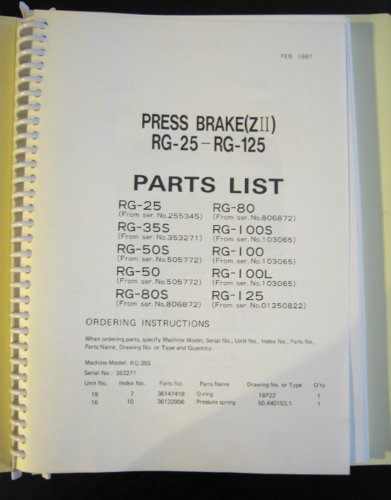 FEB. 1987
PRESS BRAKE(ZII)
RG-25-RG-125
PARTS LIST
RG-25
(From ser.No.255345)
RG-35S
(From ser.No.353271)
RG-50S
(From ser.No.505772)
RG-50
(From ser.No.505772)
RG-80S
(From ser.No.806872)
RG-80
(From ser.No.806872)
RG-100S
(From ser.No.103065)
RG-100
(From ser.No.103065)
RG-100L
(From ser.No.103065)
RG-125
(From ser.No.01250822)
ORDERING INSTRUCTIONS
When ordering parts, specify Machine Model, Serial No., Unit No., Index No., Parts No.,
Parts Name, Drawing No. or Type and Quantity.
Machine Model: RG-35S
Serial No.: 353271
Unit No. Index No. Parts No. Parts Name Drawing No. or Type Q'ty
19 7 36147418 O-ring 18P22 1
16 10 36132906 Pressure spring 50.440153.1 1